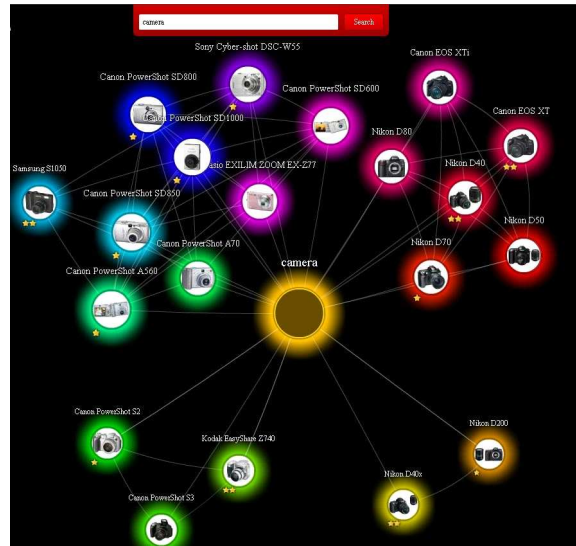 camera
Search
Sony Cyber-shot DSC-W55
Canon EOS XTi
Canon PowerShot SD800
Canon PowerShot SD600
Canon PowerShot SD1000
Canon EOS XT
Nikon D80
Samsung S1050
asio EXILIM ZOOM EX-Z77
Nikon D40
Canon PowerShot SD850
Nikon D50
Canon PowerShot A70
Nikon D70
camera
Canon PowerShot A560
Canon PowerShot S2
Nikon D200
Kodak EasyShare Z740
Nikon D40x
Canon PowerShot S3